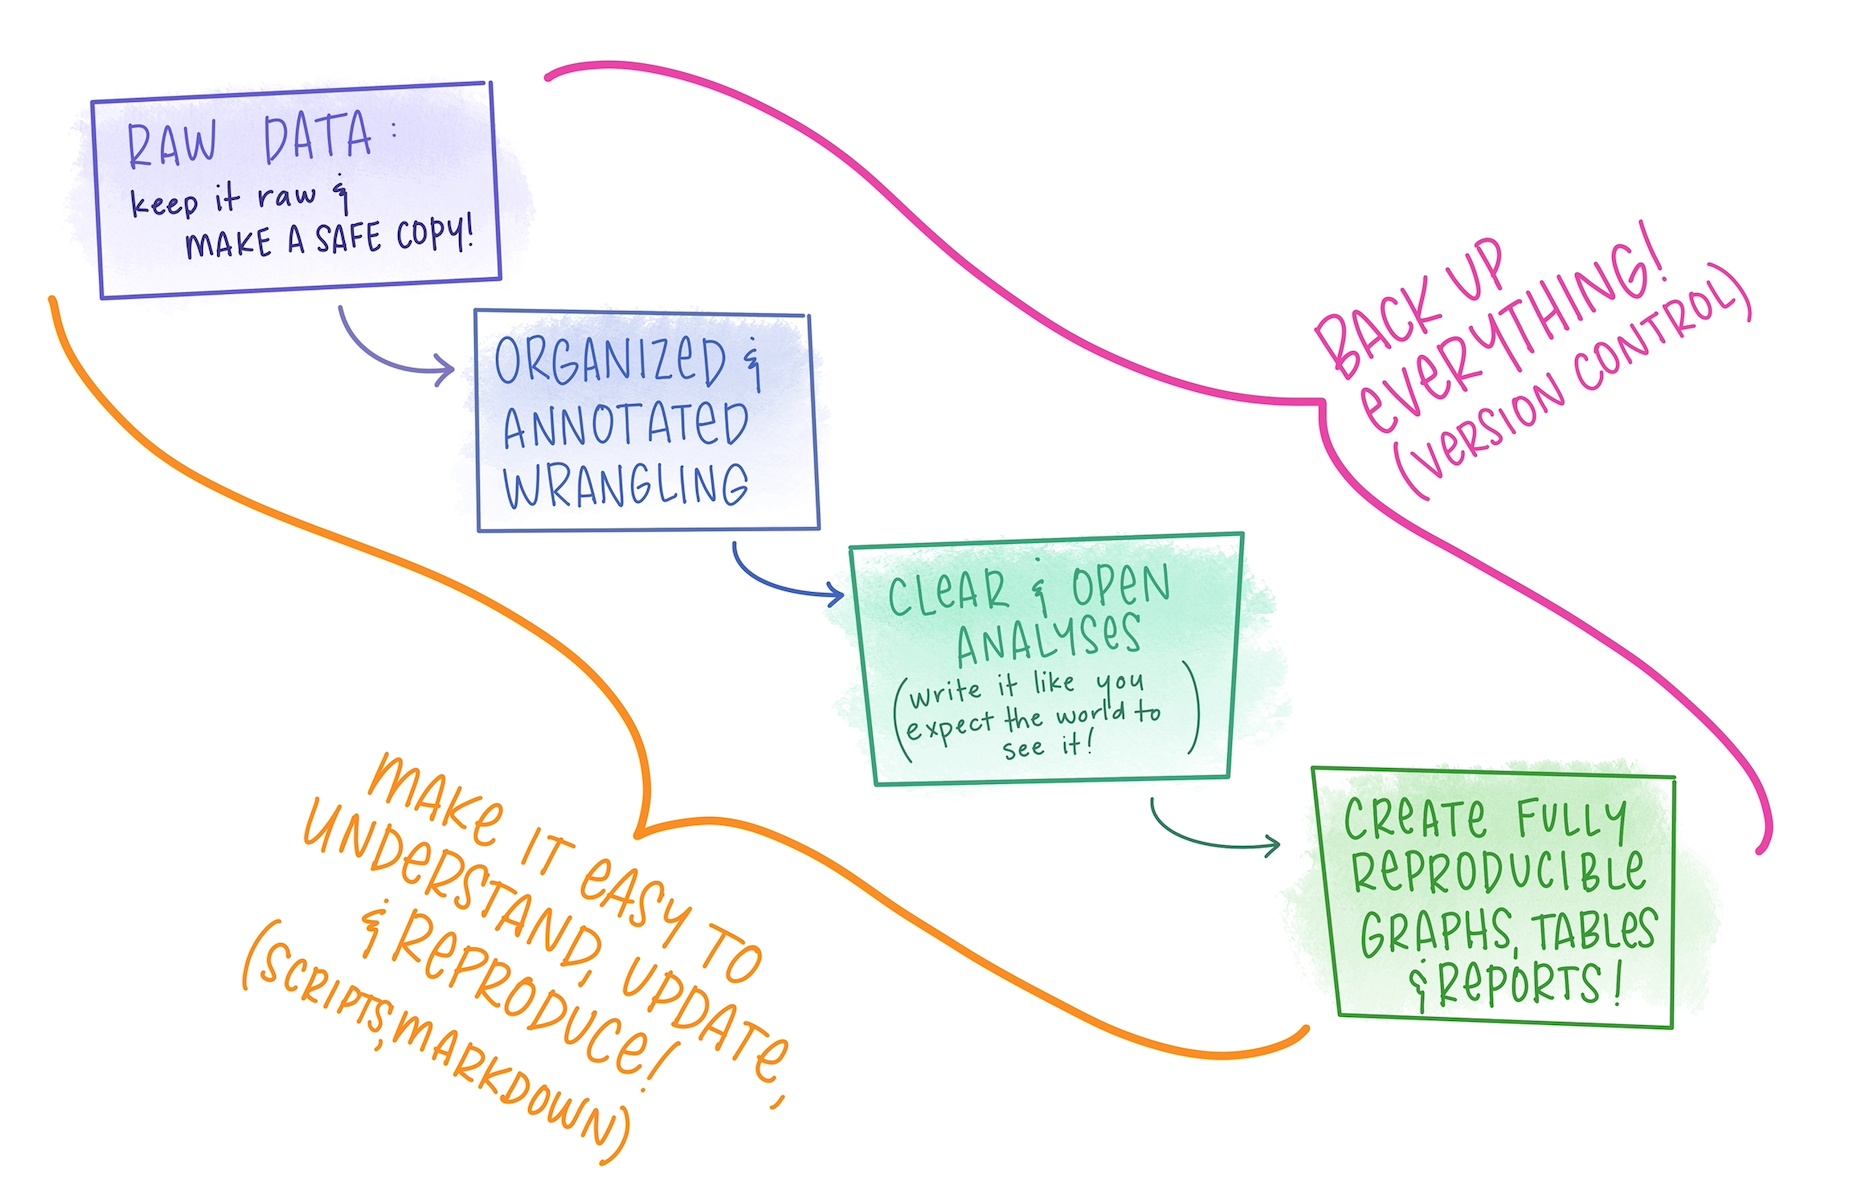 RAW DATA:
keep it raw &
MAKE A SAFE COPY!
ORGANIZED &
ANNOTATED
WRANGLING
CLEAR & OPEN
ANALYSES
(write it like you
expect the world to
see it!)
CREATE FULLY
REPRODUCIBLE
GRAPHS, TABLES
& REPORTS!
BACK UP
EVERYTHING!
(VERSION CONTROL)
MAKE IT EASY TO
UNDERSTAND, UPDATE,
& REPRODUCE!
(SCRIPTS, MARKDOWN)